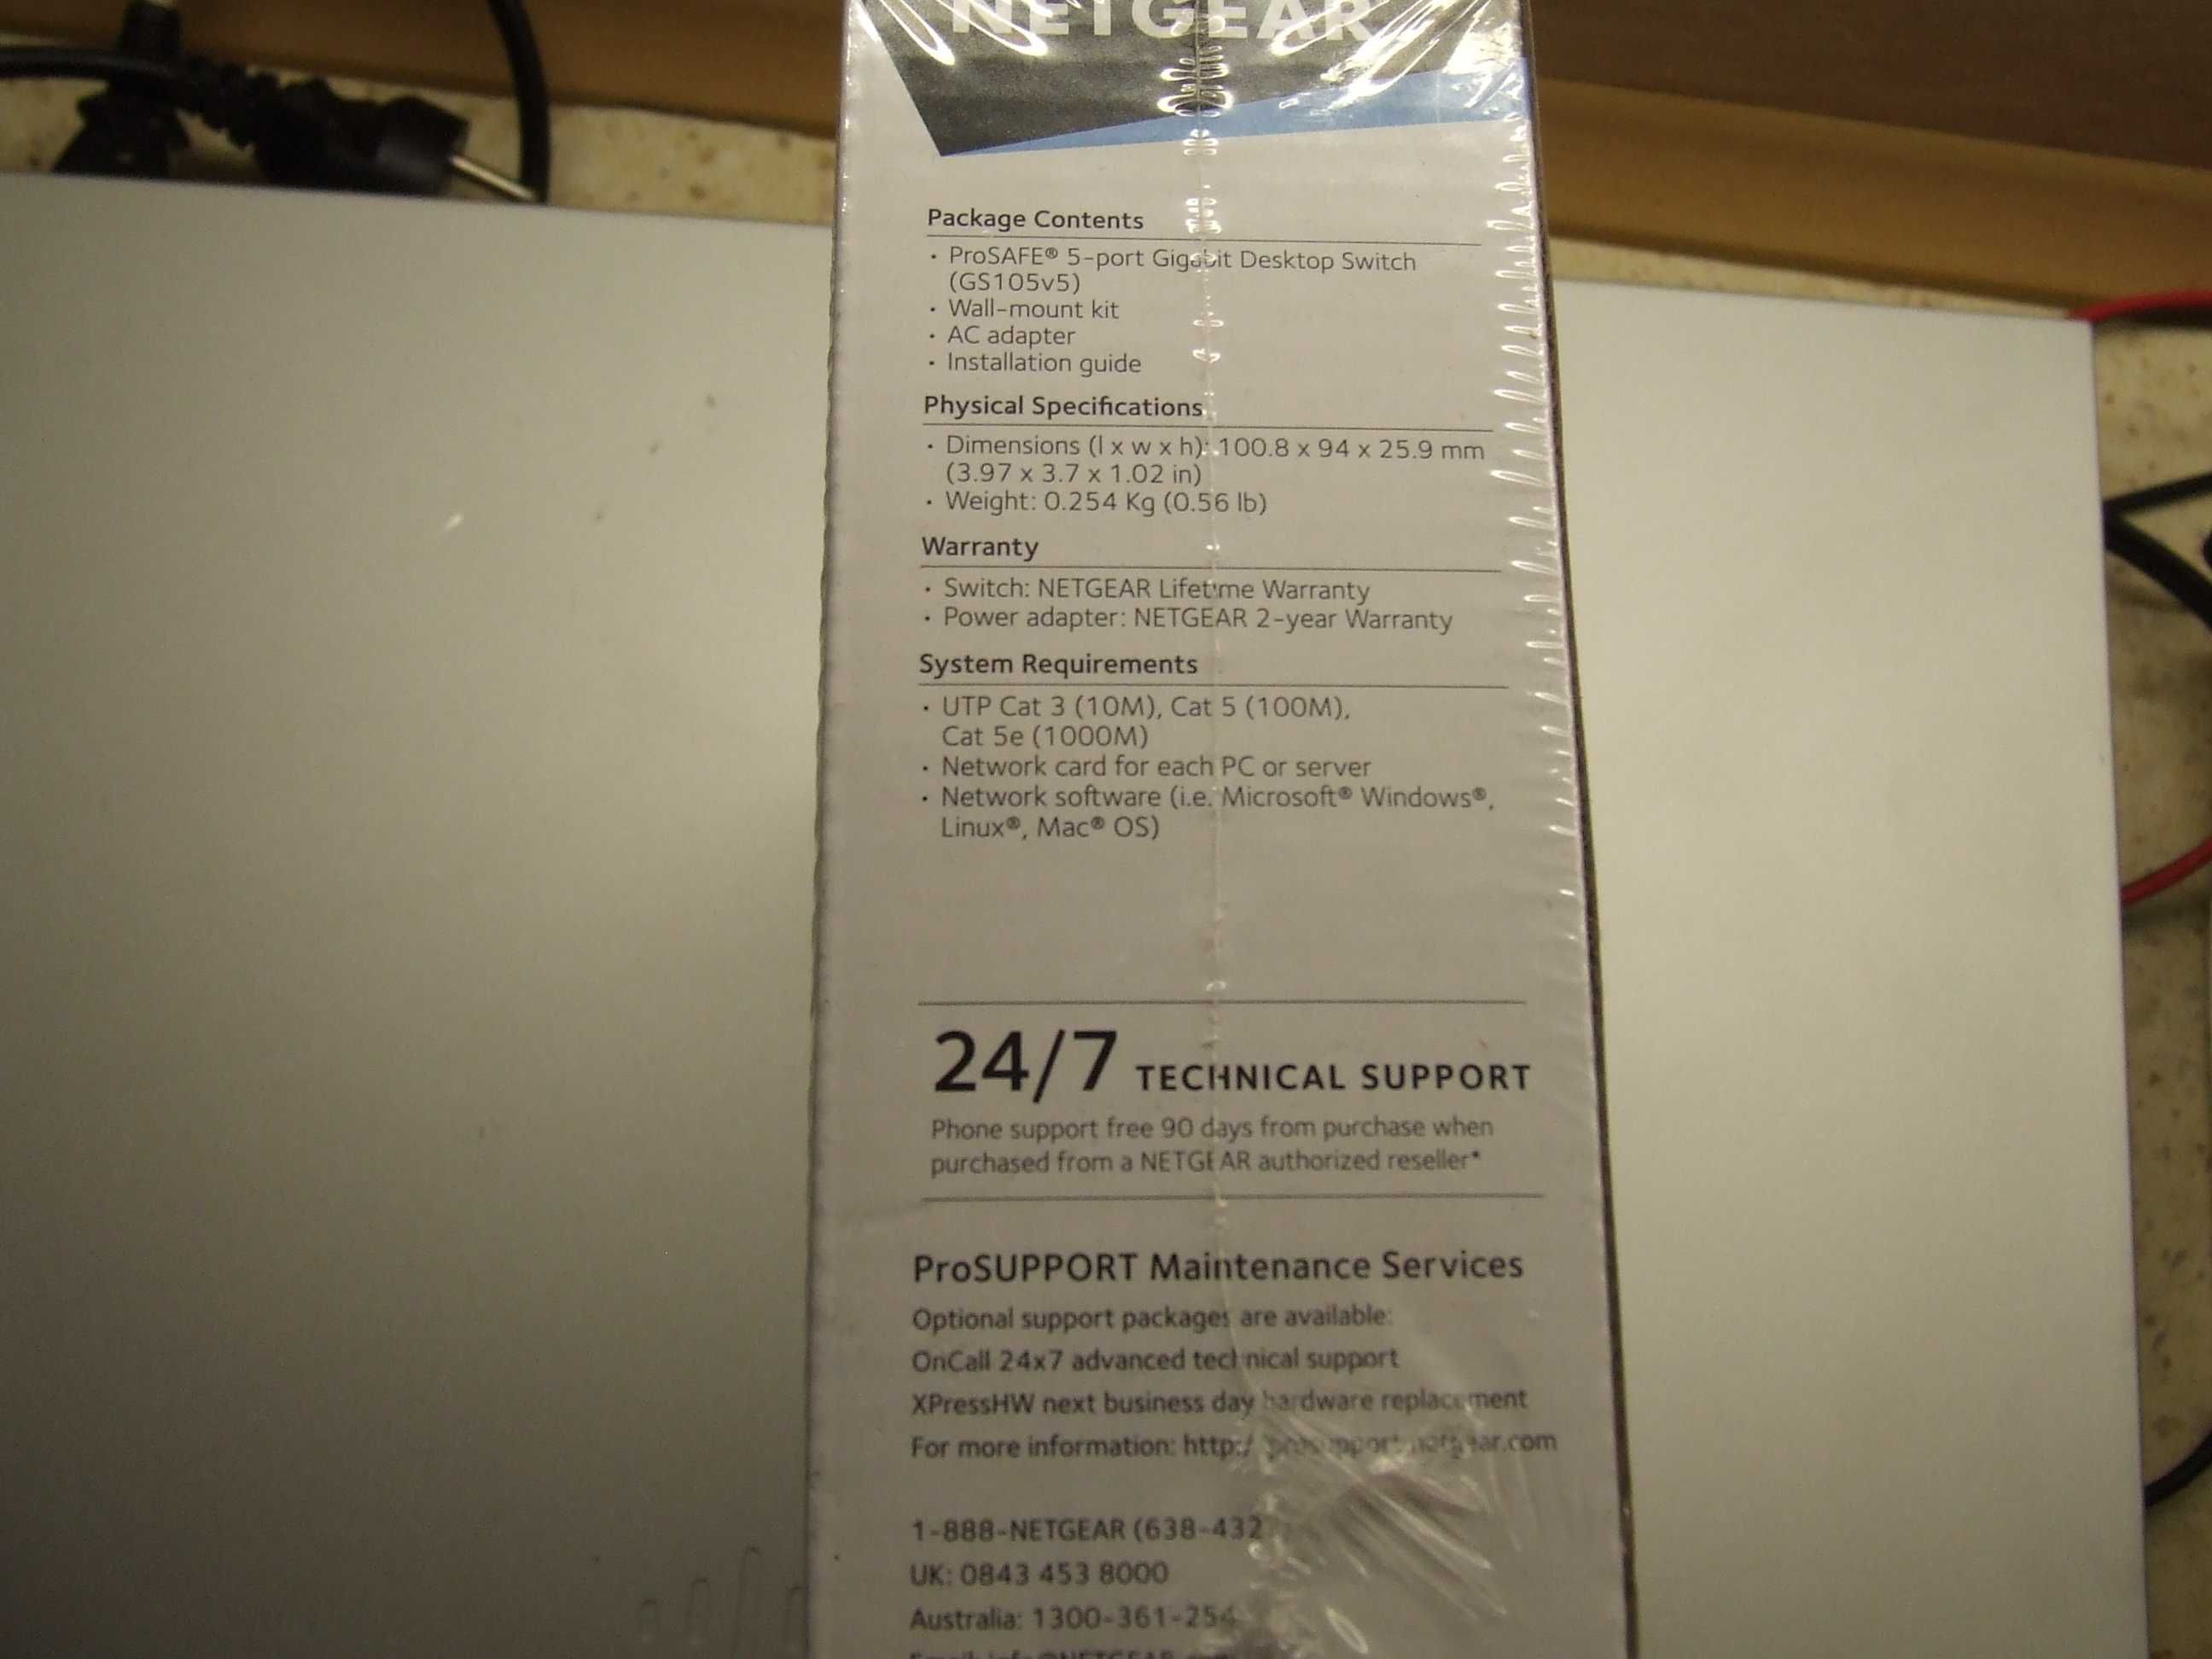 NETGEAR
Package Contents
• ProSAFE® 5-port Gigabit Desktop Switch
(GS105v5)
• Wall-mount kit
• AC adapter
• Installation guide
Physical Specifications
• Dimensions (l x w x h): 100.8 x 94 x 25.9 mm
(3.97 x 3.7 x 1.02 in)
• Weight: 0.254 Kg (0.56 lb)
Warranty
• Switch: NETGEAR Lifetime Warranty
• Power adapter: NETGEAR 2-year Warranty
System Requirements
• UTP Cat 3 (10M), Cat 5 (100M),
Cat 5e (1000M)
• Network card for each PC or server
• Network software (i.e. Microsoft® Windows®,
Linux®, Mac® OS)
24/7 TECHNICAL SUPPORT
Phone support free 90 days from purchase when
purchased from a NETGEAR authorized reseller*
ProSUPPORT Maintenance Services
Optional support packages are available:
OnCall 24x7 advanced technical support
XPressHW next business day hardware replacement
For more information: http://prosupport.netgear.com
1-888-NETGEAR (638-432
UK: 0843 453 8000
Australia: 1300-361-254